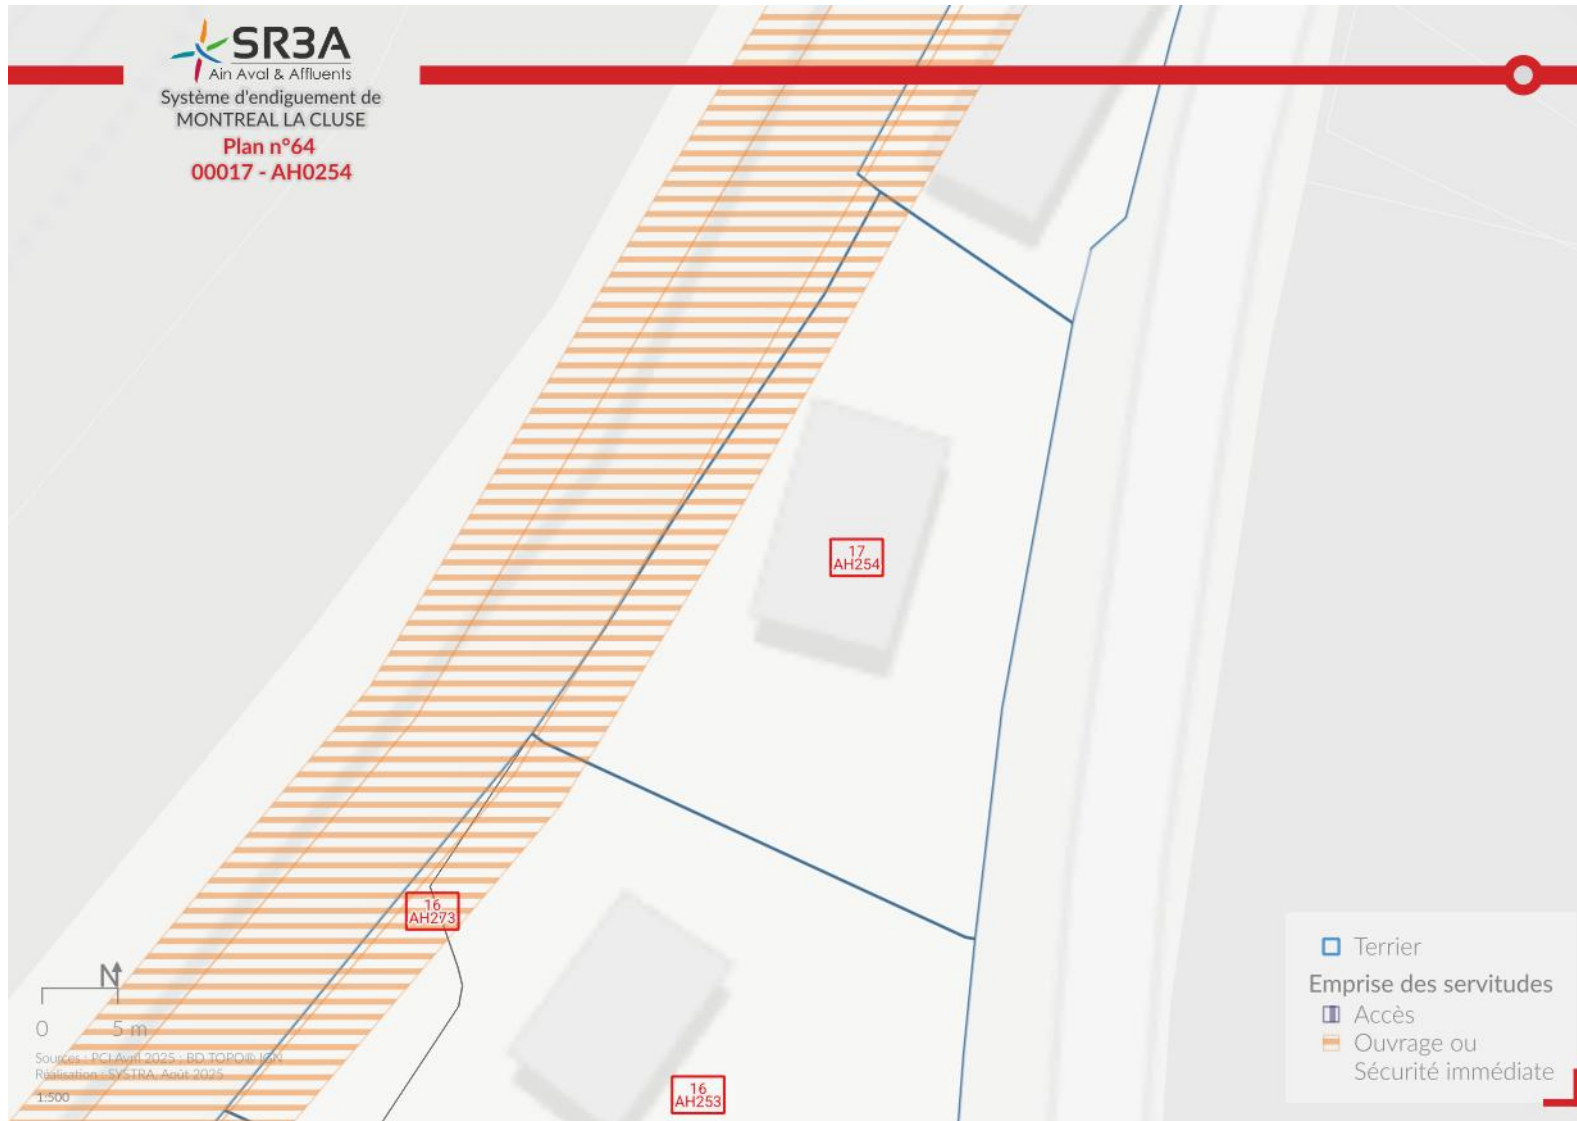 SR3A
Ain Aval & Affluents
Système d'endiguement de
MONTREAL LA CLUSE
Plan n°64
00017 - AH0254
17
AH254
16
AH273
16
AH253
N
0 5 m
Sources : PCI Avril 2025 ; BD TOPO® IGN
Réalisation : SYSTRA, Août 2025
1:500
Terrier
Emprise des servitudes
Accès
Ouvrage ou
Sécurité immédiate